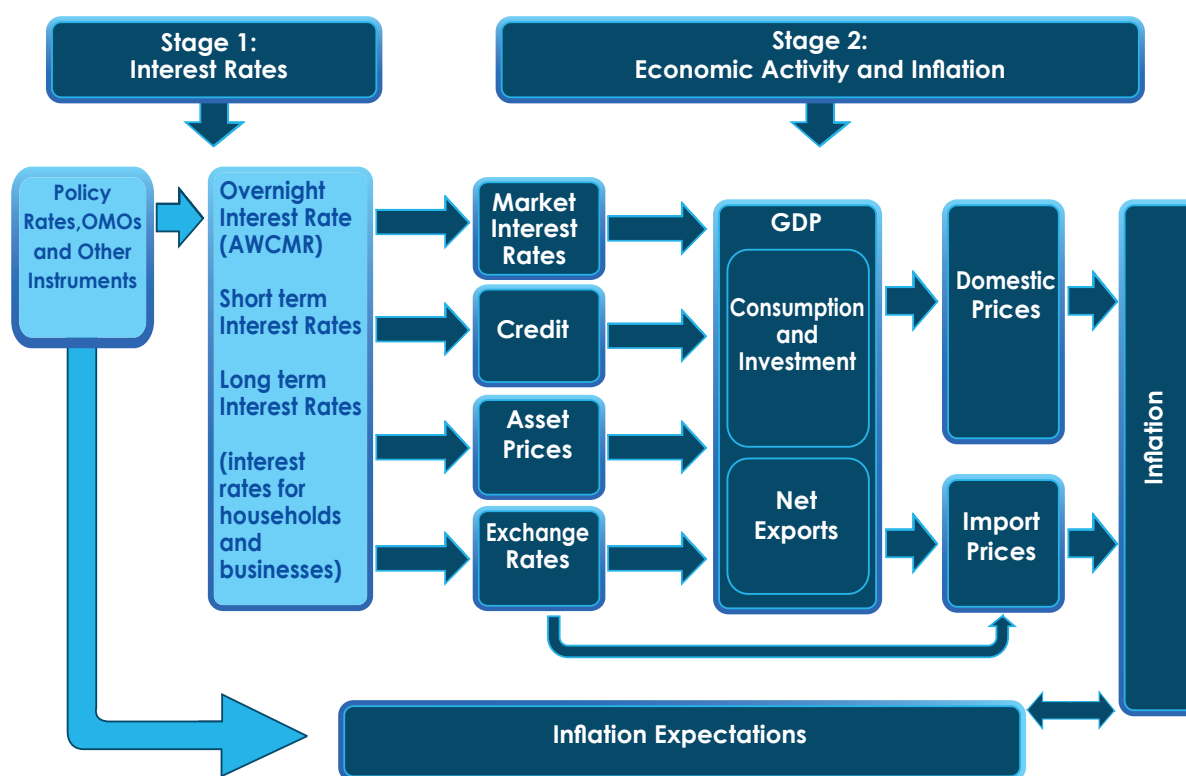 Stage 1:
Interest Rates
Stage 2:
Economic Activity and Inflation
Policy
Rates,OMOs
and Other
Instruments
Overnight
Interest Rate
(AWCMR)
Short term
Interest Rates
Long term
Interest Rates
(interest
rates for
households
and
businesses)
Market
Interest
Rates
Credit
Asset
Prices
Exchange
Rates
GDP
Consumption
and
Investment
Net
Exports
Domestic
Prices
Import
Prices
Inflation
Inflation Expectations